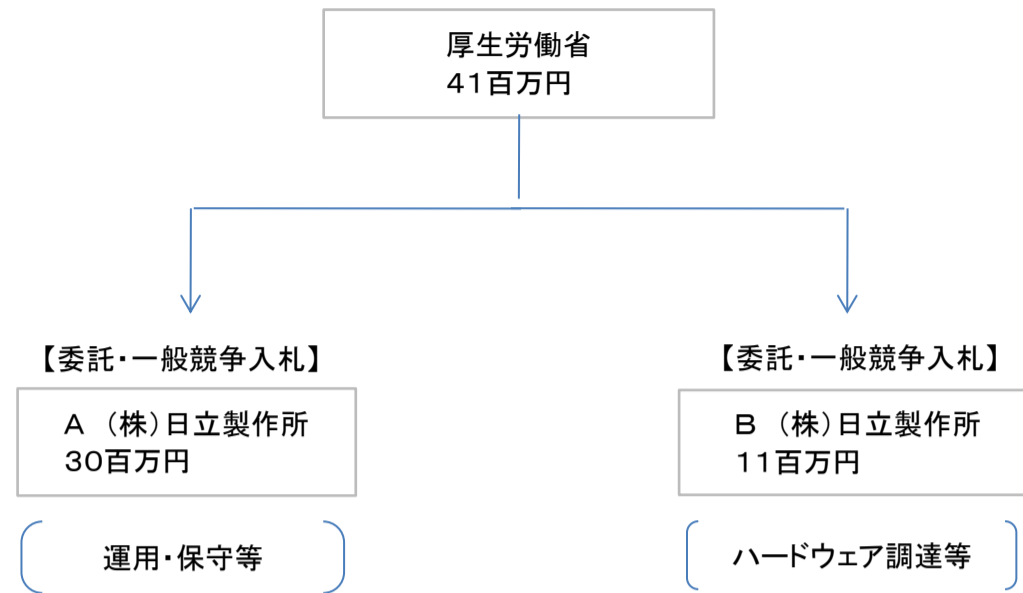 厚生労働省
41百万円
【委託・一般競争入札】
A (株)日立製作所
30百万円
運用・保守等
【委託・一般競争入札】
B (株)日立製作所
11百万円
ハードウェア調達等